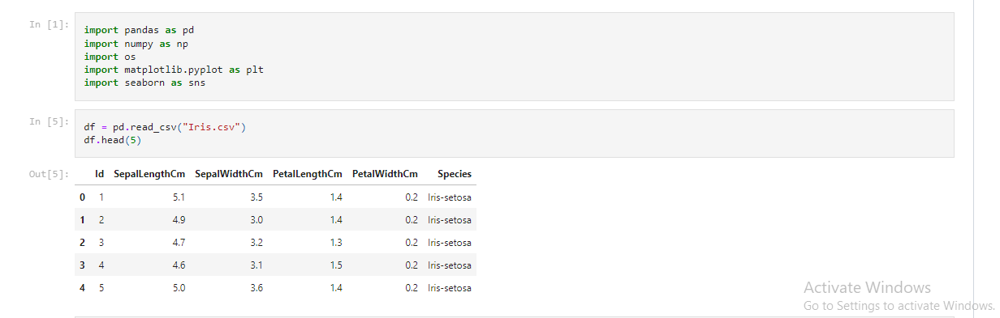 In [1]:
import pandas as pd
import numpy as np
import os
import matplotlib.pyplot as plt
import seaborn as sns
In [5]:
df = pd.read_csv("Iris.csv")
df.head(5)
Out[5]:
Id SepalLengthCm SepalWidthCm PetalLengthCm PetalWidthCm Species
0 1 5.1 3.5 1.4 0.2 Iris-setosa
1 2 4.9 3.0 1.4 0.2 Iris-setosa
2 3 4.7 3.2 1.3 0.2 Iris-setosa
3 4 4.6 3.1 1.5 0.2 Iris-setosa
4 5 5.0 3.6 1.4 0.2 Iris-setosa
Activate Windows
Go to Settings to activate Windows.